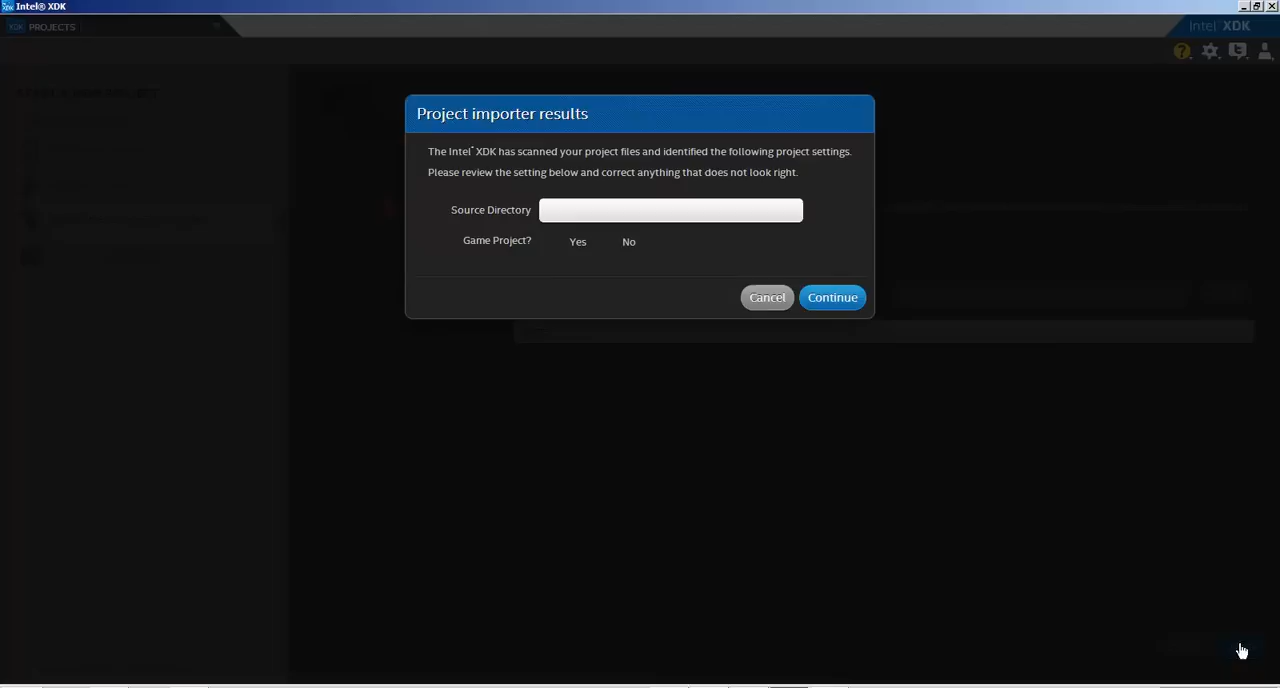 Intel® XDK
XDK PROJECTS
Intel XDK
Project importer results
The Intel® XDK has scanned your project files and identified the following project settings.
Please review the setting below and correct anything that does not look right.
Source Directory
Game Project? Yes No
Cancel Continue